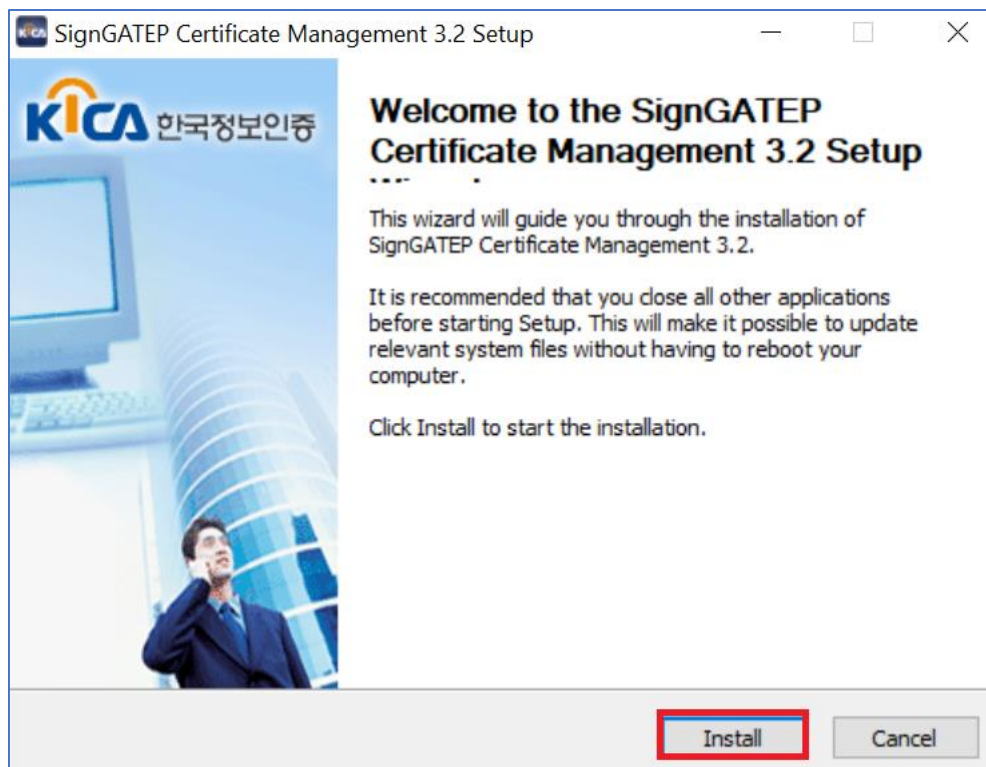 SignGATEP Certificate Management 3.2 Setup
KICA 한국정보인증
Welcome to the SignGATEP
Certificate Management 3.2 Setup
This wizard will guide you through the installation of
SignGATEP Certificate Management 3.2.
It is recommended that you close all other applications
before starting Setup. This will make it possible to update
relevant system files without having to reboot your
computer.
Click Install to start the installation.
Install
Cancel